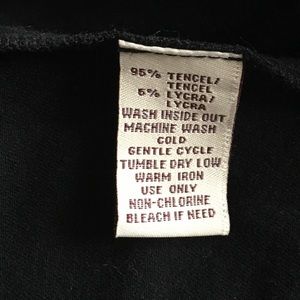 95% TENCEL/
TENCEL
5% LYCRA/
LYCRA
WASH INSIDE OUT
MACHINE WASH
COLD
GENTLE CYCLE
TUMBLE DRY LOW
WARM IRON
USE ONLY
NON-CHLORINE
BLEACH IF NEED